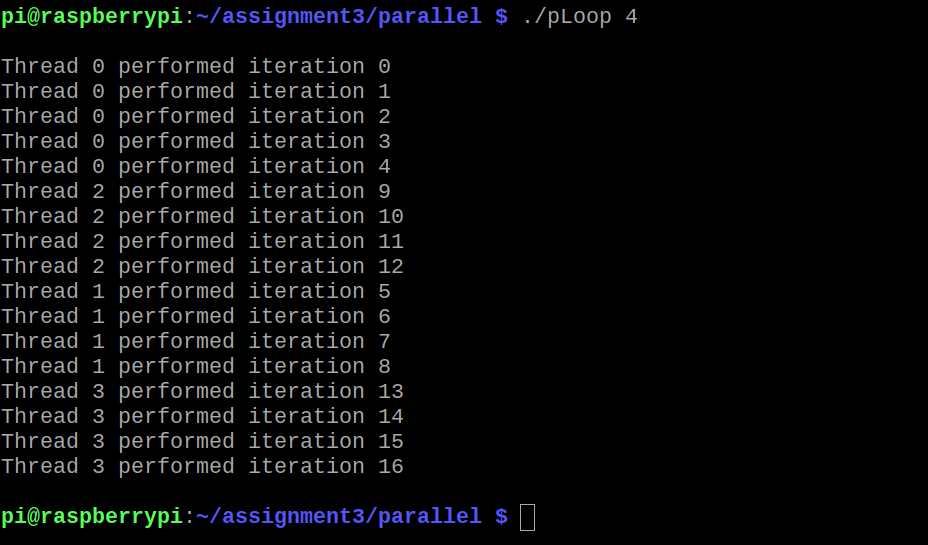 pi@raspberrypi:~/assignment3/parallel $ ./pLoop 4
Thread 0 performed iteration 0
Thread 0 performed iteration 1
Thread 0 performed iteration 2
Thread 0 performed iteration 3
Thread 0 performed iteration 4
Thread 2 performed iteration 9
Thread 2 performed iteration 10
Thread 2 performed iteration 11
Thread 2 performed iteration 12
Thread 1 performed iteration 5
Thread 1 performed iteration 6
Thread 1 performed iteration 7
Thread 1 performed iteration 8
Thread 3 performed iteration 13
Thread 3 performed iteration 14
Thread 3 performed iteration 15
Thread 3 performed iteration 16
pi@raspberrypi:~/assignment3/parallel $